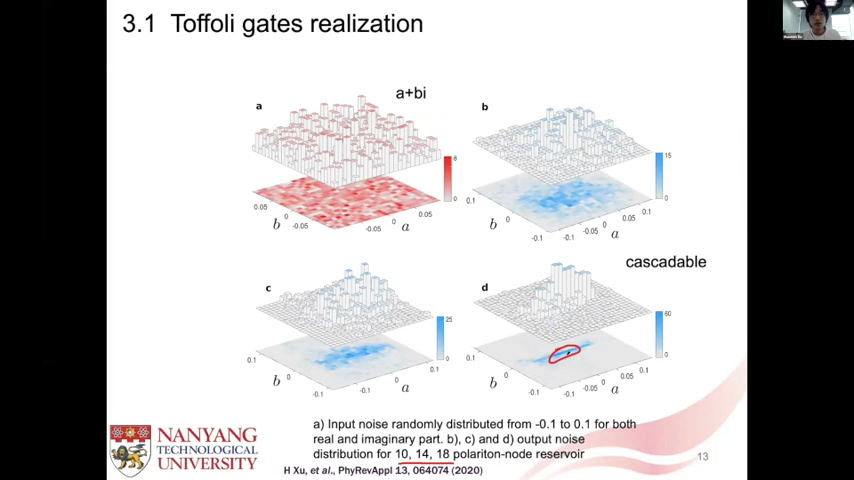 3.1 Toffoli gates realization
a
a+bi
8
0
0.05
0
-0.05
b
-0.05
0
0.05
a
b
15
0
0.1
0
-0.1
b
-0.1
-0.05
0
0.05
0.1
a
cascadable
c
25
0
0.1
0
-0.1
b
-0.1
0
0.1
a
d
60
0
0.1
0
-0.1
b
-0.1
-0.05
0
0.05
0.1
a
a) Input noise randomly distributed from -0.1 to 0.1 for both
real and imaginary part. b), c) and d) output noise
distribution for 10, 14, 18 polariton-node reservoir
H Xu, et al., PhyRevAppl 13, 064074 (2020)
NANYANG
TECHNOLOGICAL
UNIVERSITY
13